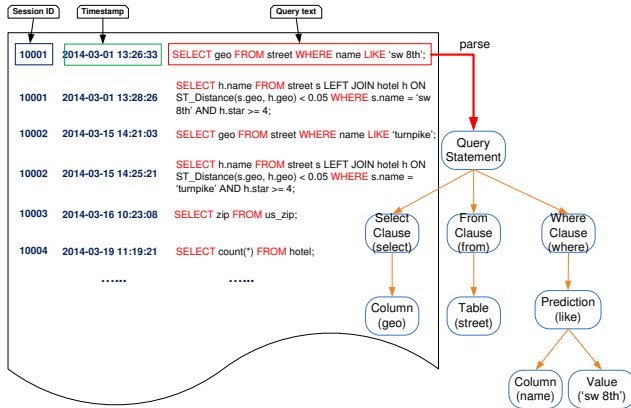 Session ID
Timestamp
Query text
10001
2014-03-01 13:26:33
SELECT geo FROM street WHERE name LIKE 'sw 8th';
parse
10001
2014-03-01 13:28:26
SELECT h.name FROM street s LEFT JOIN hotel h ON
ST_Distance(s.geo, h.geo) < 0.05 WHERE s.name = 'sw
8th' AND h.star >= 4;
10002
2014-03-15 14:21:03
SELECT geo FROM street WHERE name LIKE 'turnpike';
10002
2014-03-15 14:25:21
SELECT h.name FROM street s LEFT JOIN hotel h ON
ST_Distance(s.geo, h.geo) < 0.05 WHERE s.name =
'turnpike' AND h.star >= 4;
10003
2014-03-16 10:23:08
SELECT zip FROM us_zip;
10004
2014-03-19 11:19:21
SELECT count(*) FROM hotel;
......
......
Query
Statement
Select
Clause
(select)
From
Clause
(from)
Where
Clause
(where)
Column
(geo)
Table
(street)
Prediction
(like)
Column
(name)
Value
('sw 8th')